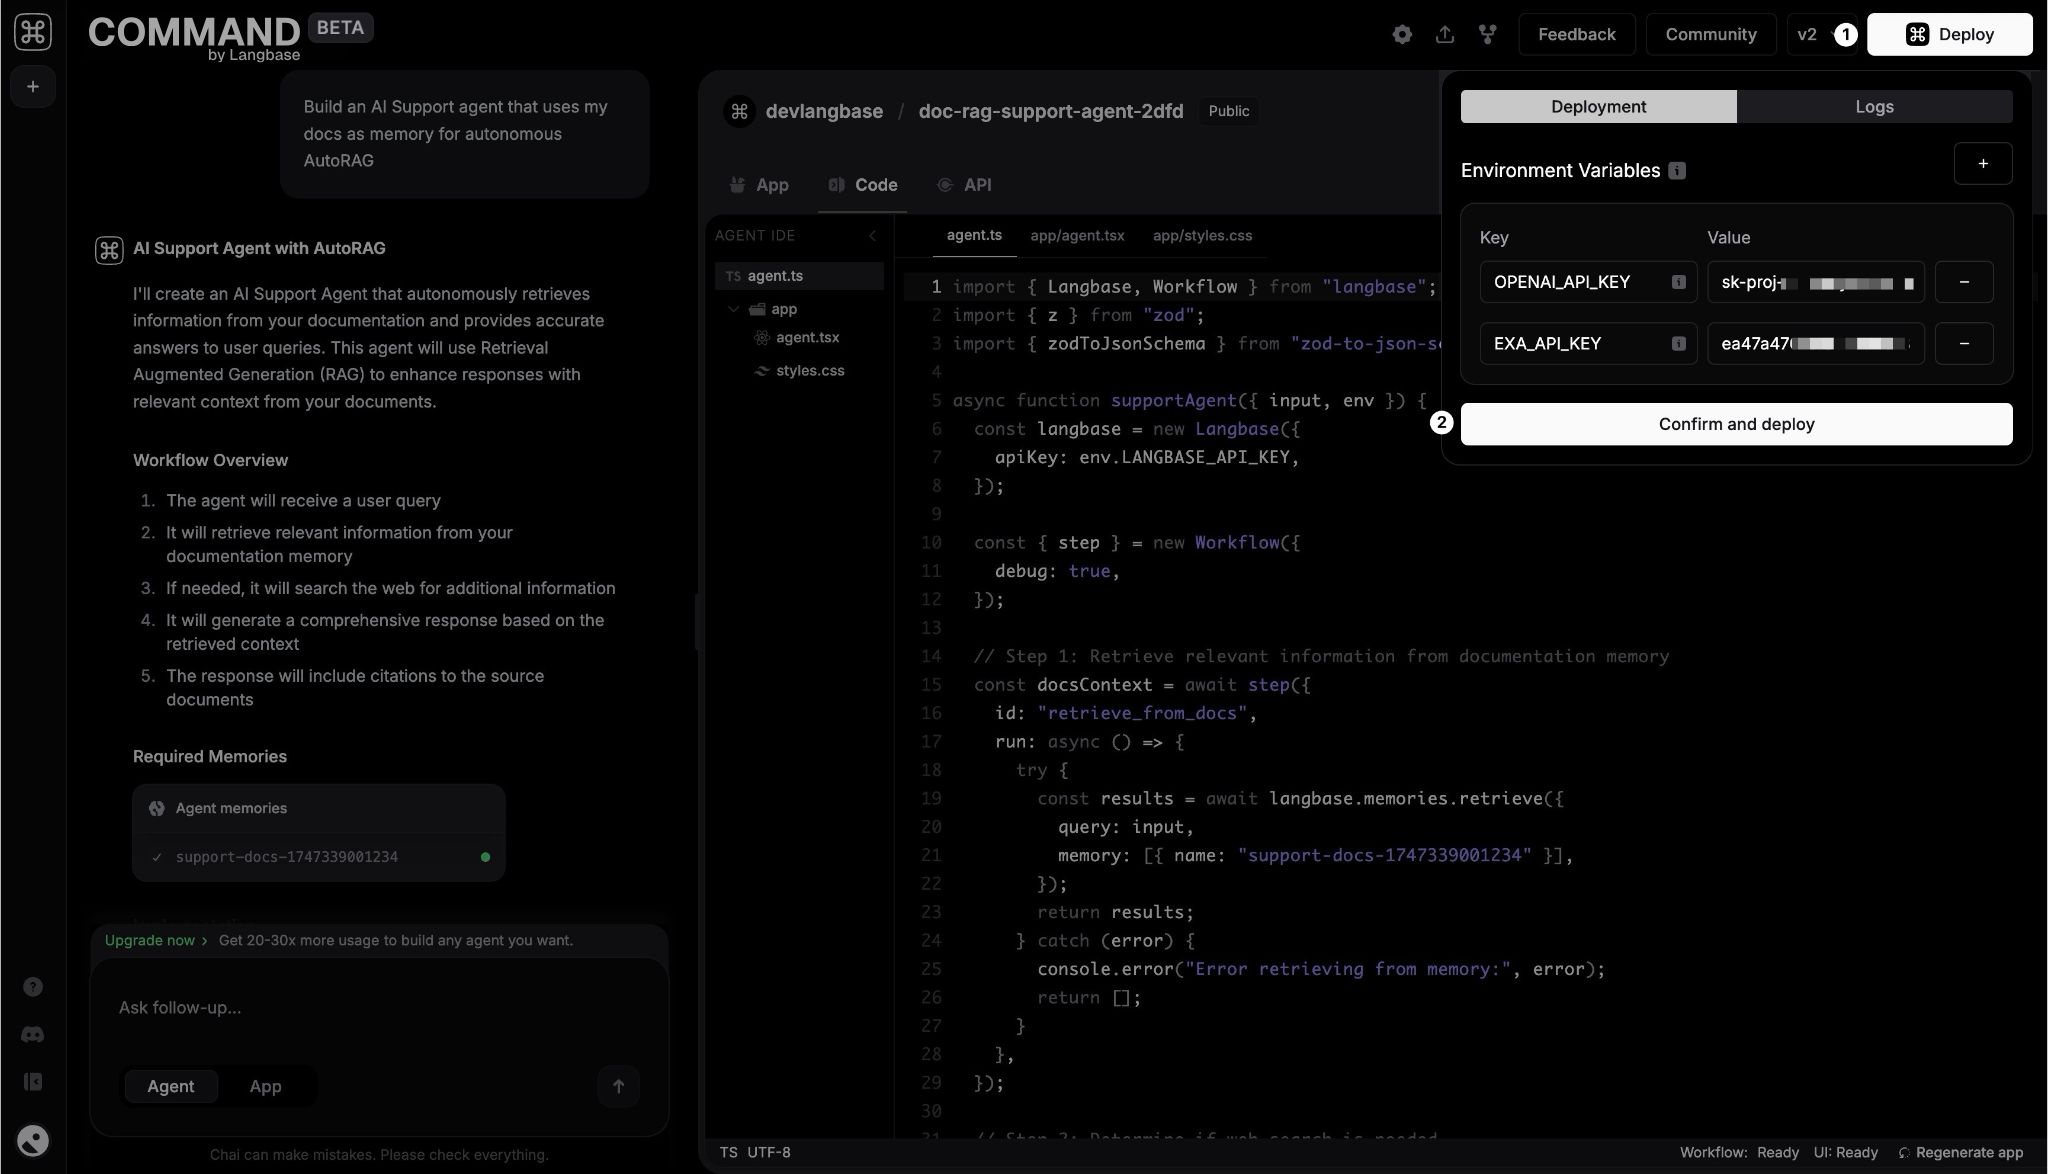 COMMAND BETA
by Langbase
Feedback
Community
v2
1
Deploy
Build an AI Support agent that uses my
docs as memory for autonomous
AutoRAG
AI Support Agent with AutoRAG
I'll create an AI Support Agent that autonomously retrieves
information from your documentation and provides accurate
answers to user queries. This agent will use Retrieval
Augmented Generation (RAG) to enhance responses with
relevant context from your documents.
Workflow Overview
1. The agent will receive a user query
2. It will retrieve relevant information from your
documentation memory
3. If needed, it will search the web for additional information
4. It will generate a comprehensive response based on the
retrieved context
5. The response will include citations to the source
documents
Required Memories
Agent memories
support-docs-1747339001234
Upgrade now › Get 20-30x more usage to build any agent you want.
Ask follow-up...
Agent
App
Chai can make mistakes. Please check everything.
devlangbase / doc-rag-support-agent-2dfd Public
App
Code
API
AGENT IDE
TS agent.ts
app
agent.tsx
styles.css
agent.ts app/agent.tsx app/styles.css
1 import { Langbase, Workflow } from "langbase";
2 import { z } from "zod";
3 import { zodToJsonSchema } from "zod-to-json-s
4
5 async function supportAgent({ input, env }) {
6 const langbase = new Langbase({
7 apiKey: env.LANGBASE_API_KEY,
8 });
9
10 const { step } = new Workflow({
11 debug: true,
12 });
13
14 // Step 1: Retrieve relevant information from documentation memory
15 const docsContext = await step({
16 id: "retrieve_from_docs",
17 run: async () => {
18 try {
19 const results = await langbase.memories.retrieve({
20 query: input,
21 memory: [{ name: "support-docs-1747339001234" }],
22 });
23 return results;
24 } catch (error) {
25 console.error("Error retrieving from memory:", error);
26 return [];
27 }
28 },
29 });
30
31 // Step 2: Determine if web search is needed
TS UTF-8
Workflow: Ready UI: Ready Regenerate app
Deployment
Logs
Environment Variables
+
Key Value
OPENAI_API_KEY sk-proj-
EXA_API_KEY ea47a47
2
Confirm and deploy